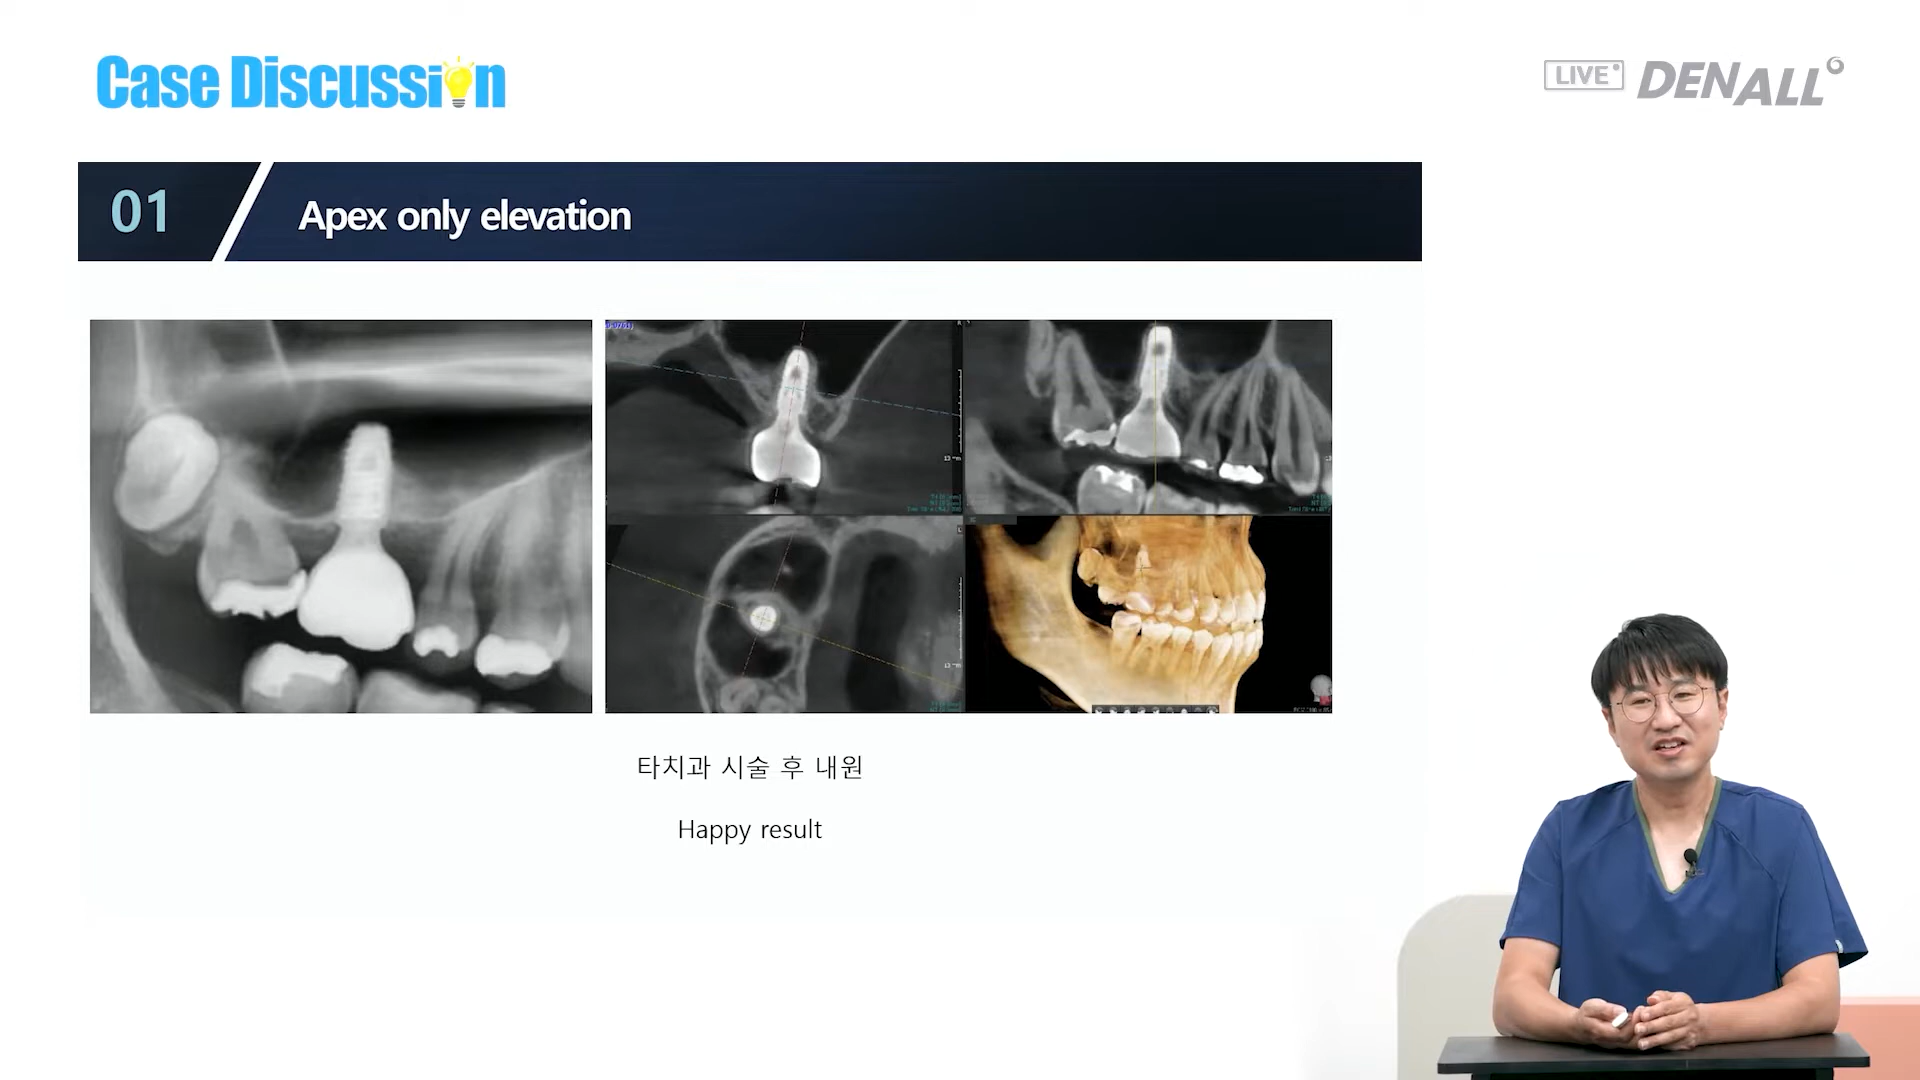 Case Discussion
LIVE DENALL
01 Apex only elevation
타치과 시술 후 내원
Happy result